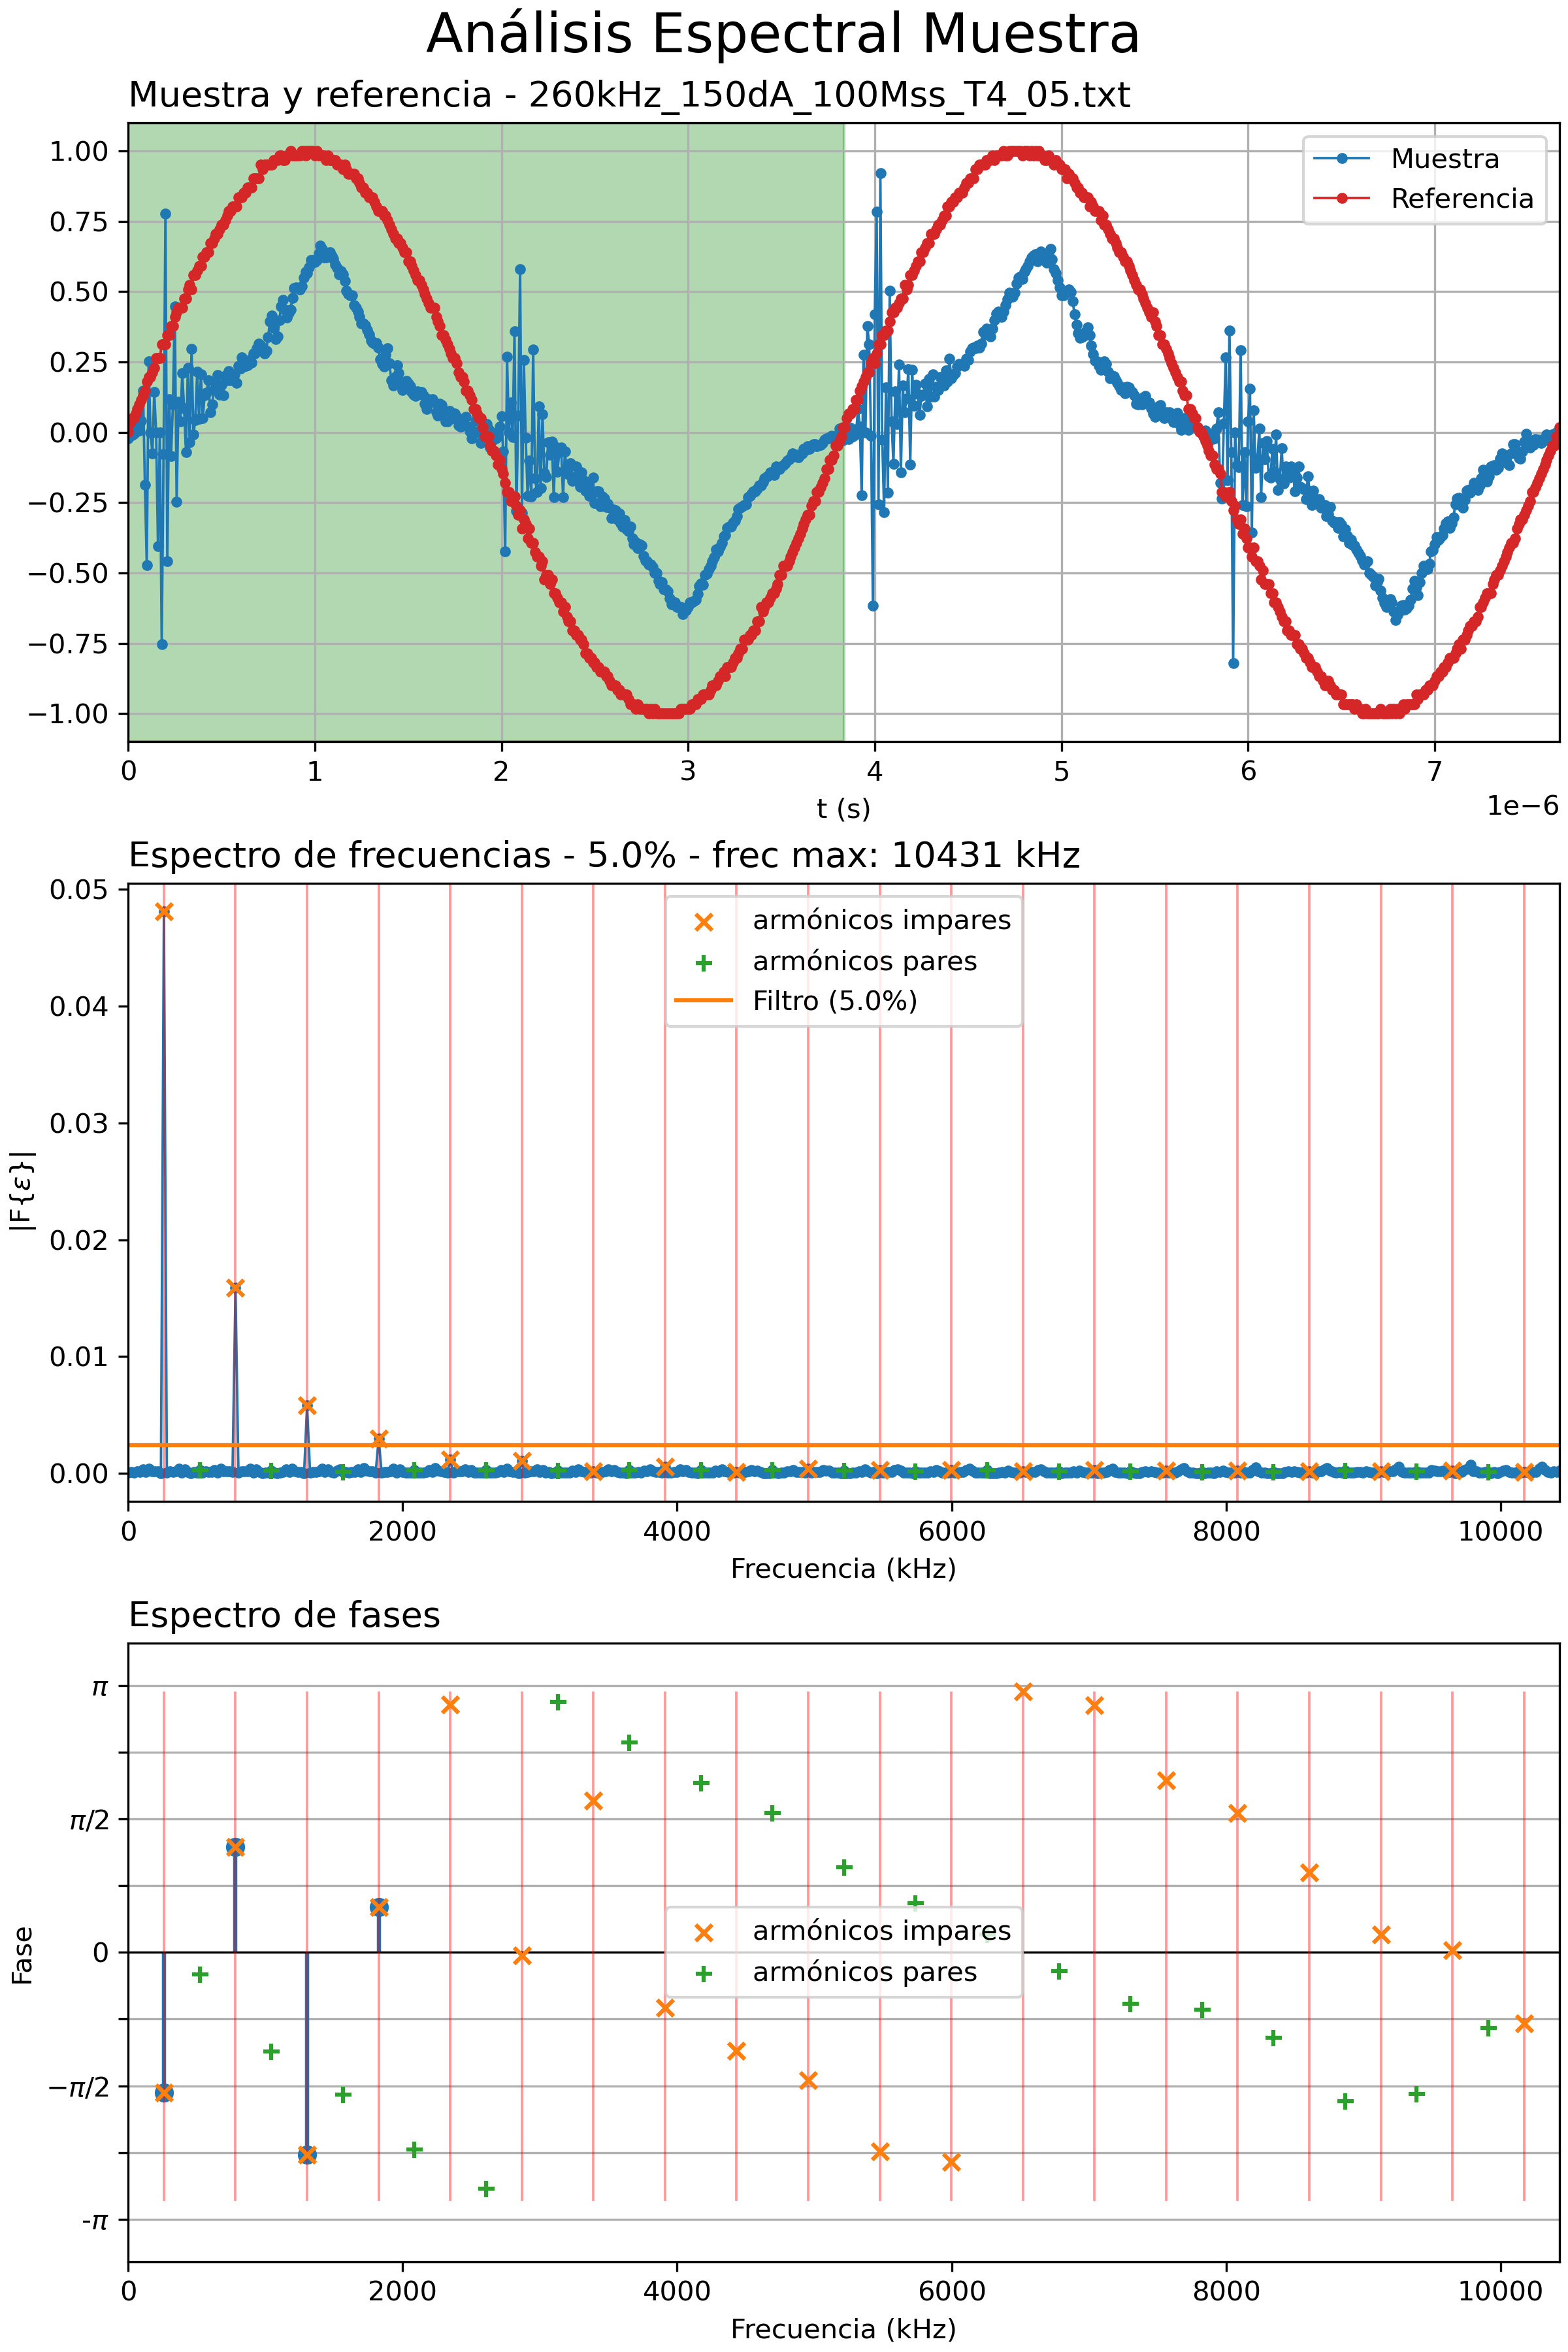 Análisis Espectral Muestra
Muestra y referencia - 260kHz_150dA_100Mss_T4_05.txt
1.00
0.75
0.50
0.25
0.00
−0.25
−0.50
−0.75
−1.00
Muestra
Referencia
0 1 2 3 4 5 6 7
1e−6
t (s)
Espectro de frecuencias - 5.0% - frec max: 10431 kHz
0.05
0.04
0.03
0.02
0.01
0.00
|F{ε}|
armónicos impares
armónicos pares
Filtro (5.0%)
0 2000 4000 6000 8000 10000
Frecuencia (kHz)
Espectro de fases
π
π/2
0
−π/2
-π
Fase
armónicos impares
armónicos pares
0 2000 4000 6000 8000 10000
Frecuencia (kHz)